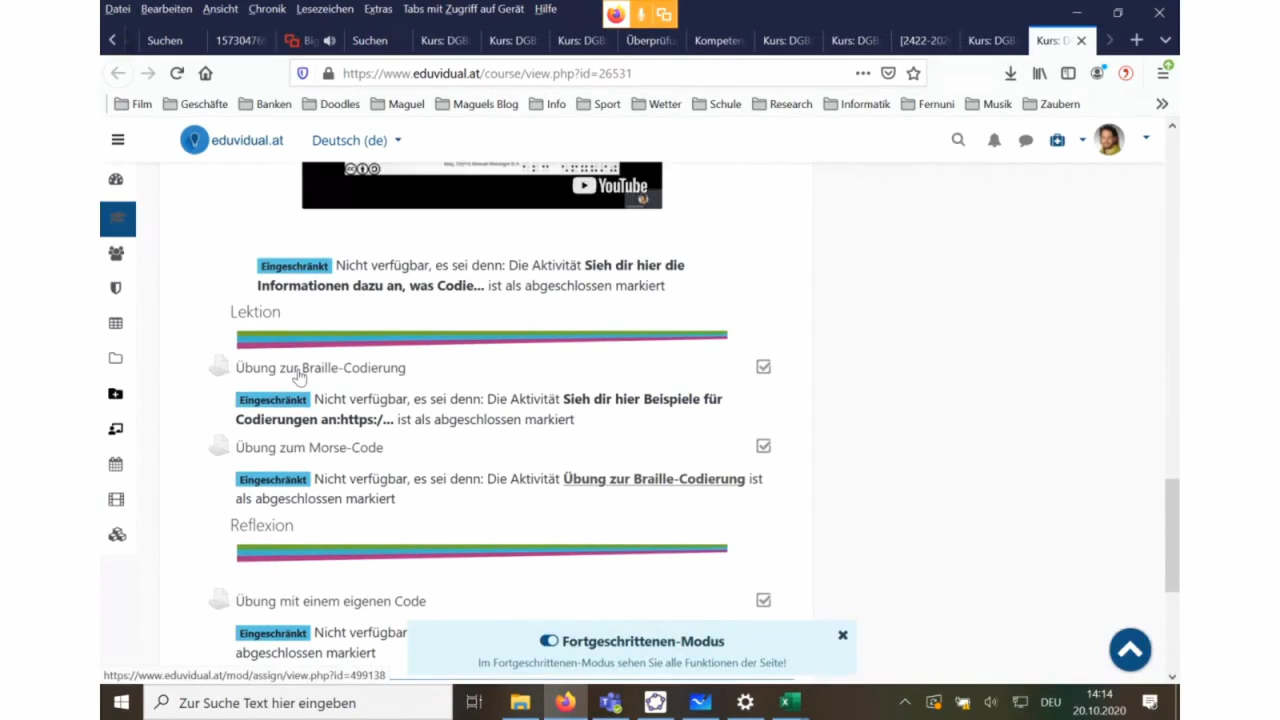 Datei Bearbeiten Ansicht Chronik Lesezeichen Extras Tabs mit Zugriff auf Gerät Hilfe
Suchen 157304766 Big Suchen Kurs: DGB Kurs: DGB Kurs: DGB Überprüfu Kompeten Kurs: DGB Kurs: DGB [2422-202 Kurs: DGB Kurs: D
https://www.eduvidual.at/course/view.php?id=26531
Film Geschäfte Banken Doodles Maguel Maguels Blog Info Sport Wetter Schule Research Informatik Fernuni Musik Zaubern
eduvidual.at Deutsch (de)
YouTube
Eingeschränkt Nicht verfügbar, es sei denn: Die Aktivität Sieh dir hier die
Informationen dazu an, was Codie... ist als abgeschlossen markiert
Lektion
Übung zur Braille-Codierung
Eingeschränkt Nicht verfügbar, es sei denn: Die Aktivität Sieh dir hier Beispiele für
Codierungen an:https:/... ist als abgeschlossen markiert
Übung zum Morse-Code
Eingeschränkt Nicht verfügbar, es sei denn: Die Aktivität Übung zur Braille-Codierung ist
als abgeschlossen markiert
Reflexion
Übung mit einem eigenen Code
Eingeschränkt Nicht verfügbar
abgeschlossen markiert
Fortgeschrittenen-Modus
Im Fortgeschrittenen-Modus sehen Sie alle Funktionen der Seite!
https://www.eduvidual.at/mod/assign/view.php?id=499138
Zur Suche Text hier eingeben
DEU
14:14
20.10.2020